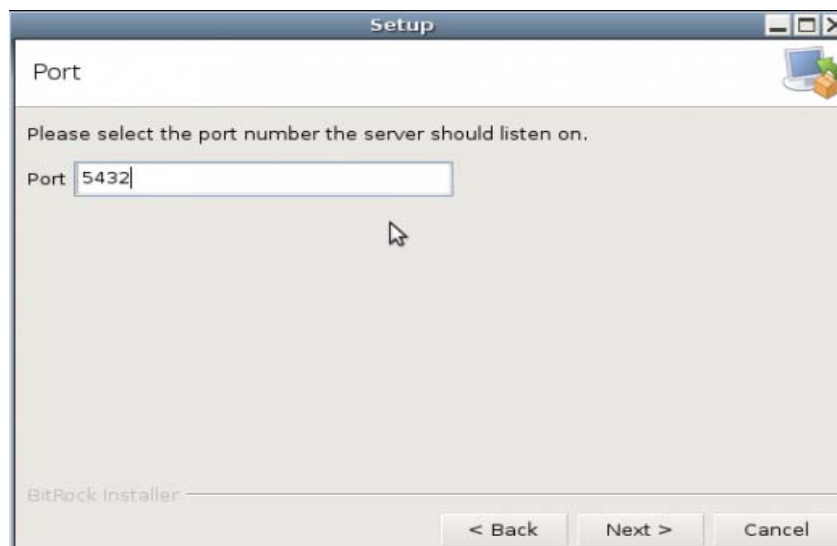 Setup
Port
Please select the port number the server should listen on.
Port 5432
BitRock Installer
< Back Next > Cancel